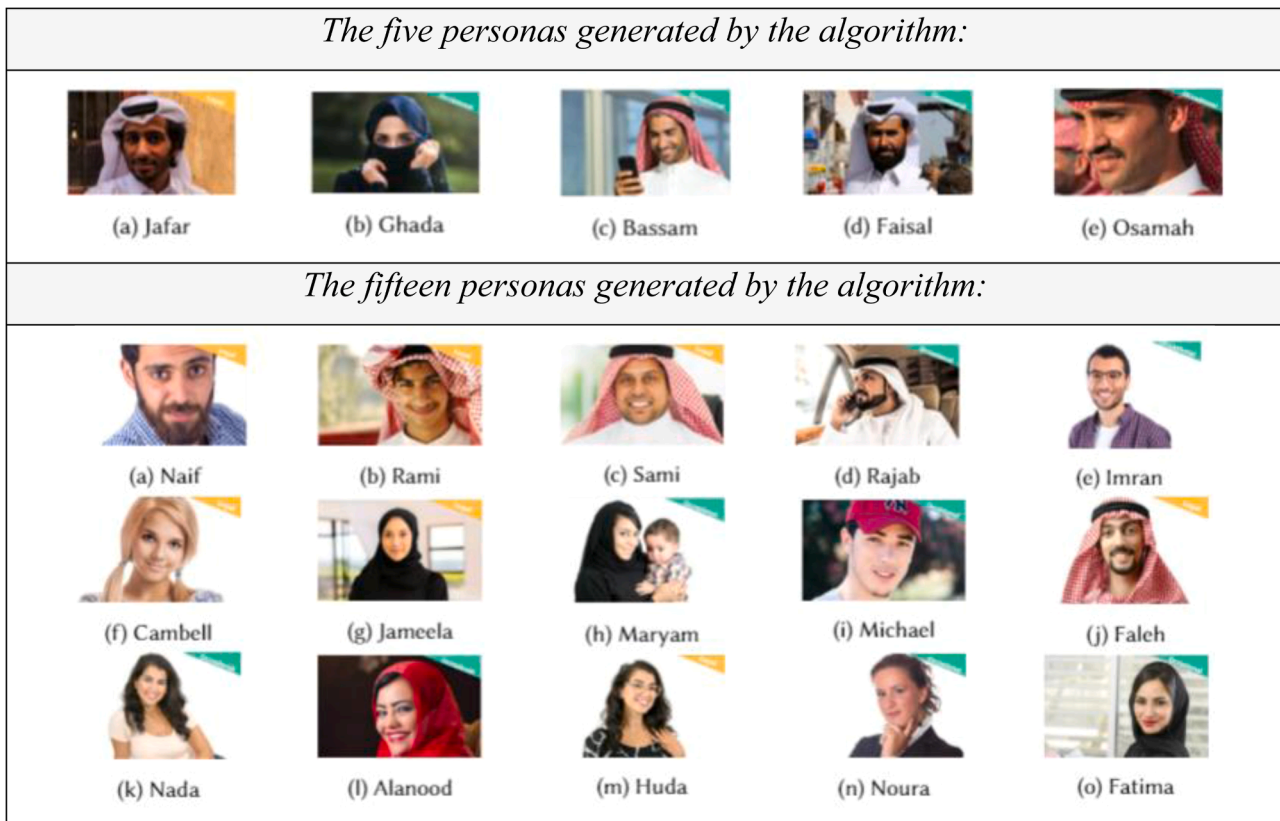 The five personas generated by the algorithm:
(a) Jafar
(b) Ghada
(c) Bassam
(d) Faisal
(e) Osamah
The fifteen personas generated by the algorithm:
(a) Naif
(b) Rami
(c) Sami
(d) Rajab
(e) Imran
(f) Cambell
(g) Jameela
(h) Maryam
(i) Michael
(j) Faleh
(k) Nada
(l) Alanood
(m) Huda
(n) Noura
(o) Fatima